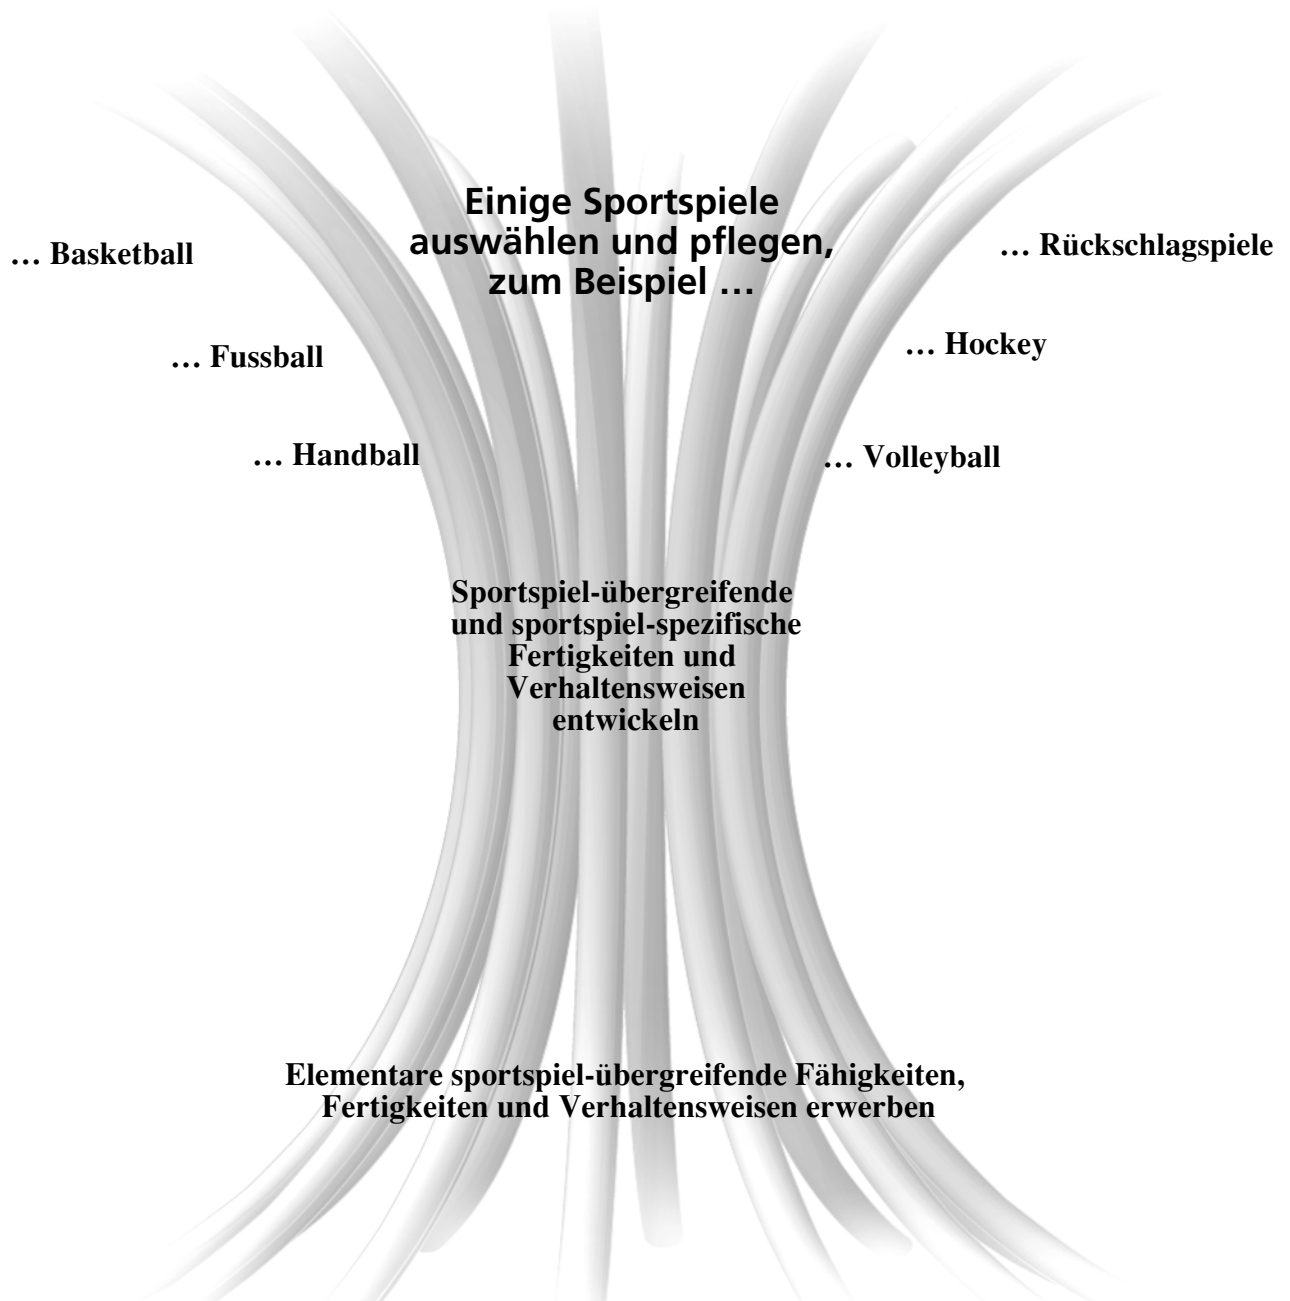 Einige Sportspiele
auswählen und pflegen,
zum Beispiel …
… Basketball
… Rückschlagspiele
… Fussball
… Hockey
… Handball
… Volleyball
Sportspiel-übergreifende
und sportspiel-spezifische
Fertigkeiten und
Verhaltensweisen
entwickeln
Elementare sportspiel-übergreifende Fähigkeiten,
Fertigkeiten und Verhaltensweisen erwerben